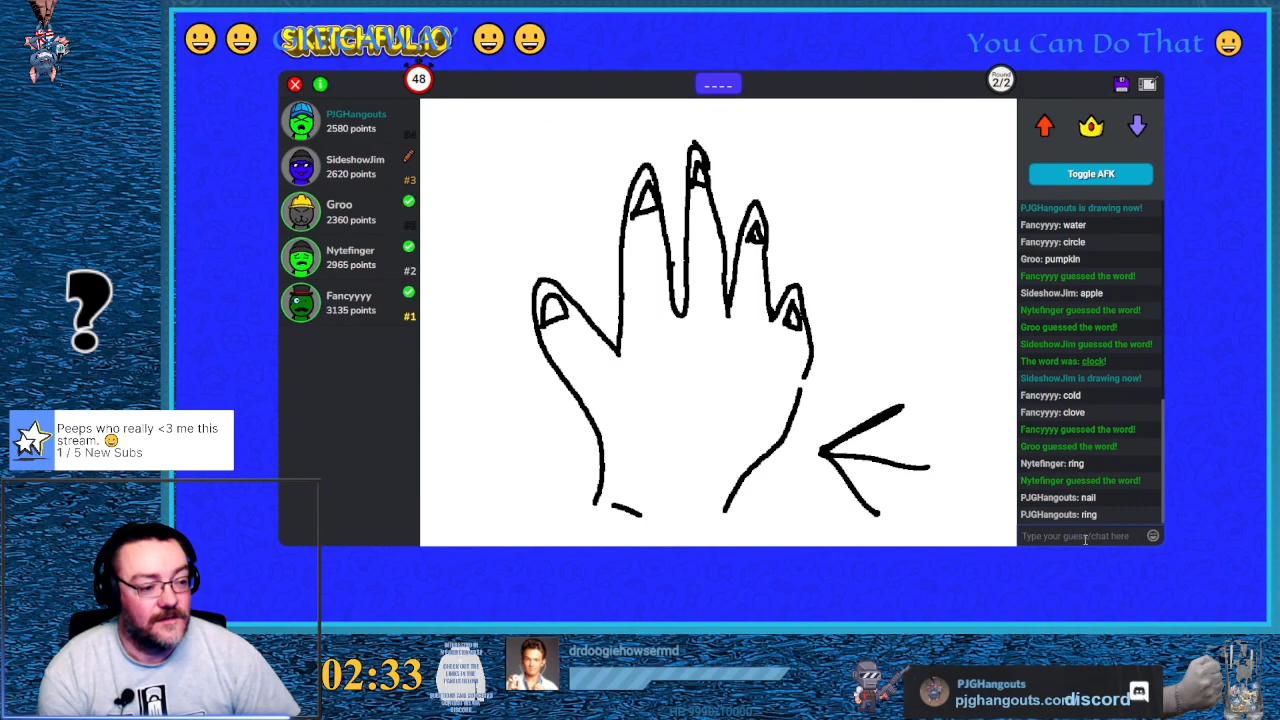 SKETCHFUL.IO
You Can Do That
48
_ _ _ _
Round
2/2
PJGHangouts
2580 points
SideshowJim
2620 points
#3
Groo
2360 points
Nytefinger
2965 points
#2
Fancyyyy
3135 points
#1
Toggle AFK
PJGHangouts is drawing now!
Fancyyyy: water
Fancyyyy: circle
Groo: pumpkin
Fancyyyy guessed the word!
SideshowJim: apple
Nytefinger guessed the word!
Groo guessed the word!
SideshowJim guessed the word!
The word was: clock!
SideshowJim is drawing now!
Fancyyyy: cold
Fancyyyy: clove
Fancyyyy guessed the word!
Groo guessed the word!
Nytefinger: ring
Nytefinger guessed the word!
PJGHangouts: nail
PJGHangouts: ring
Type your guess/chat here
Peeps who really <3 me this
stream. 😀
1 / 5 New Subs
02:33
drdoogiehowsermd
PJGHangouts
pjghangouts.com
discord